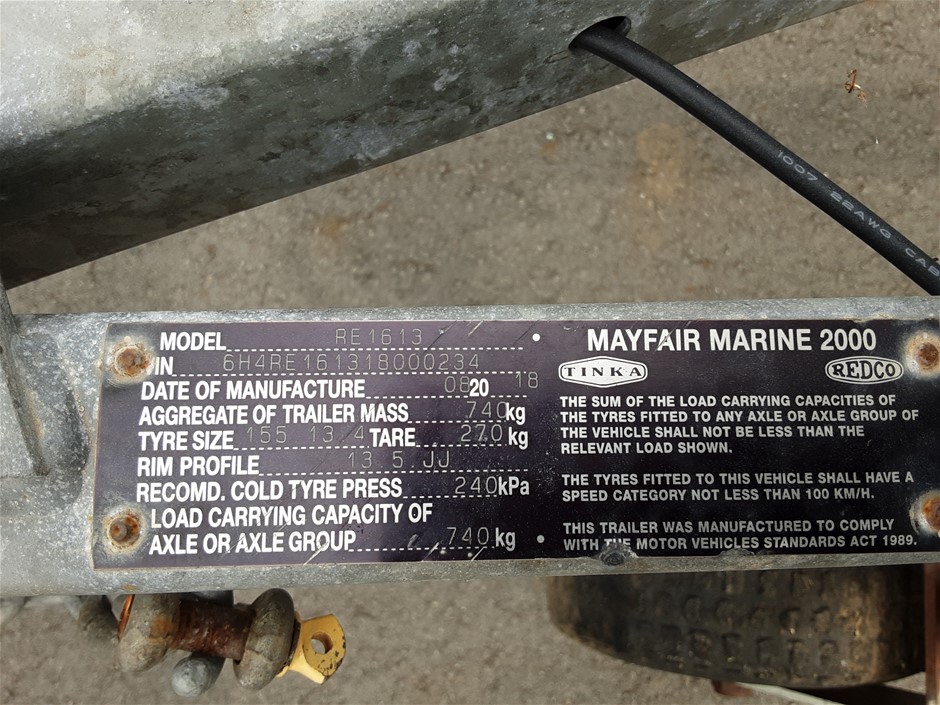 1007 22AWG CAB
MODEL RE1613
IN 6H4RE161318000234
DATE OF MANUFACTURE 08 20 18
AGGREGATE OF TRAILER MASS 740 kg
TYRE SIZE 155 13 4 TARE 270 kg
RIM PROFILE 13 5 JJ
RECOMD. COLD TYRE PRESS 240 kPa
LOAD CARRYING CAPACITY OF
AXLE OR AXLE GROUP 740 kg
MAYFAIR MARINE 2000
TINKA REDCO
THE SUM OF THE LOAD CARRYING CAPACITIES OF
THE TYRES FITTED TO ANY AXLE OR AXLE GROUP OF
THE VEHICLE SHALL NOT BE LESS THAN THE
RELEVANT LOAD SHOWN.
THE TYRES FITTED TO THIS VEHICLE SHALL HAVE A
SPEED CATEGORY NOT LESS THAN 100 KM/H.
THIS TRAILER WAS MANUFACTURED TO COMPLY
WITH THE MOTOR VEHICLES STANDARDS ACT 1989.